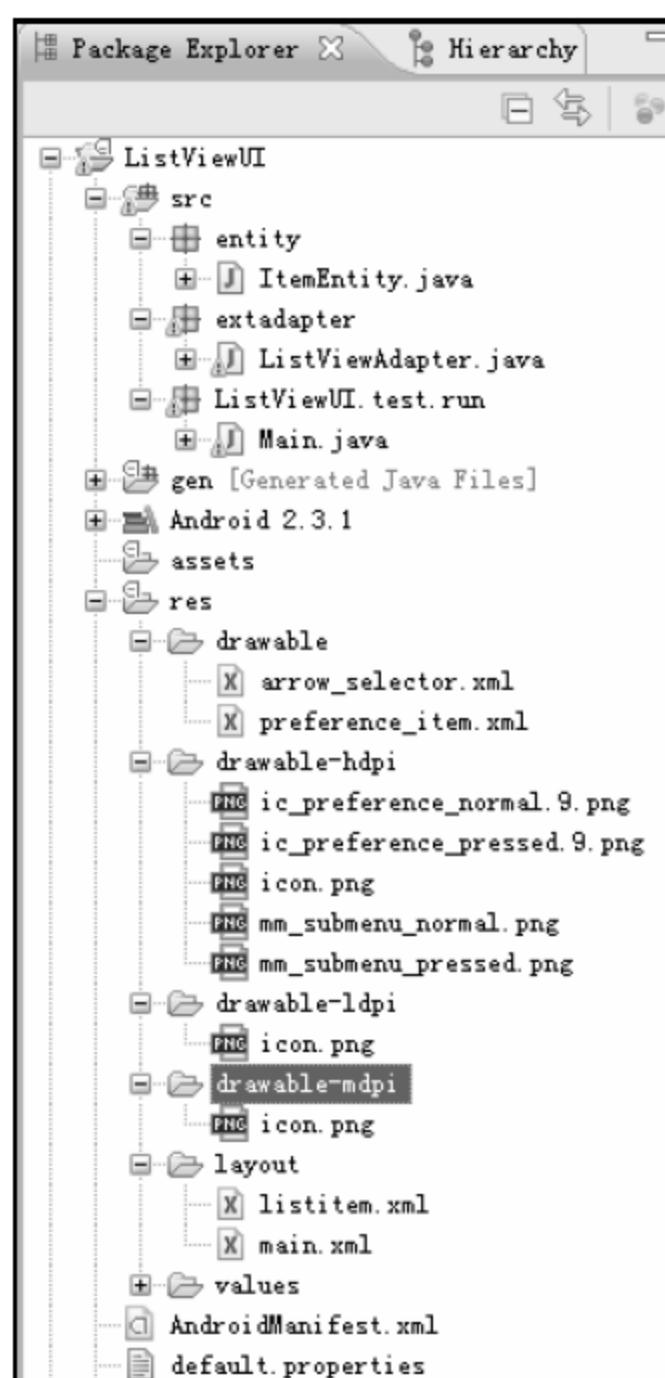 Package Explorer Hierarchy
ListViewUI
src
entity
ItemEntity.java
extadapter
ListViewAdapter.java
ListViewUI.test.run
Main.java
gen [Generated Java Files]
Android 2.3.1
assets
res
drawable
arrow_selector.xml
preference_item.xml
drawable-hdpi
ic_preference_normal.9.png
ic_preference_pressed.9.png
icon.png
mm_submenu_normal.png
mm_submenu_pressed.png
drawable-ldpi
icon.png
drawable-mdpi
icon.png
layout
listitem.xml
main.xml
values
AndroidManifest.xml
default.properties